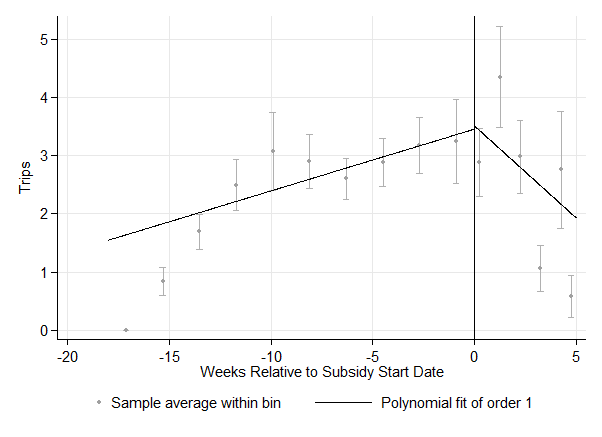 5
4
3
2
1
0
Trips
-20 -15 -10 -5 0 5
Weeks Relative to Subsidy Start Date
Sample average within bin Polynomial fit of order 1